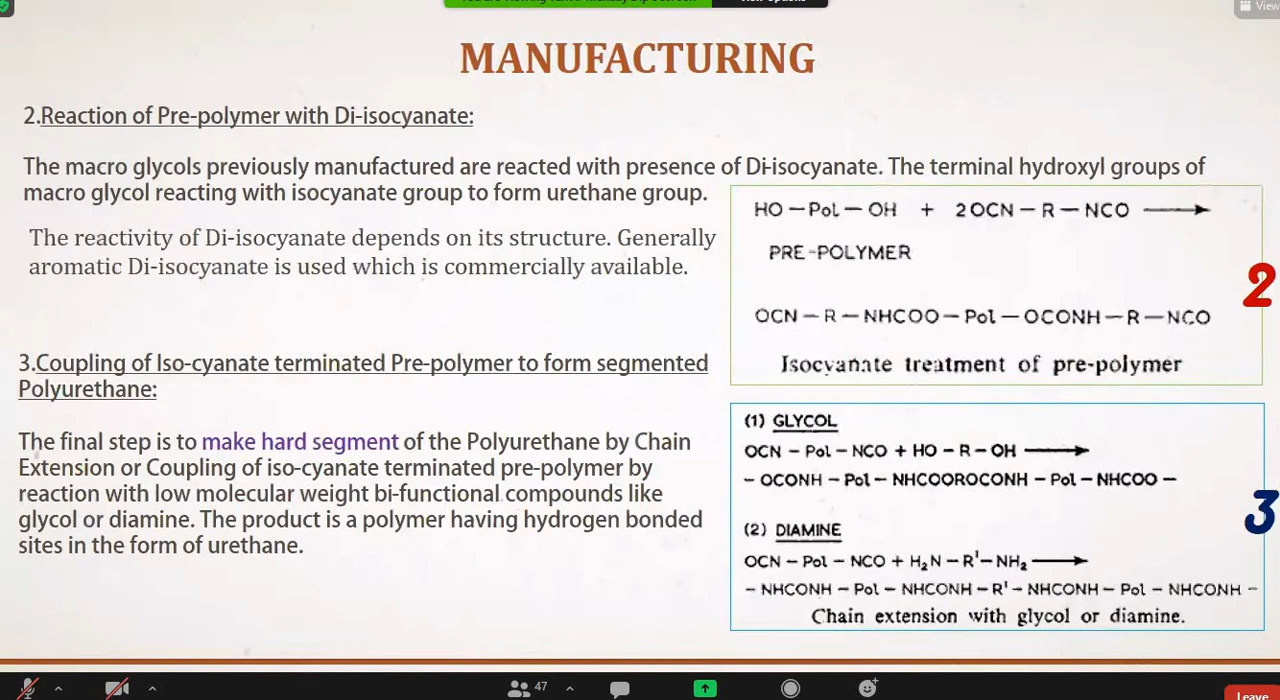 View
MANUFACTURING
2.Reaction of Pre-polymer with Di-isocyanate:
The macro glycols previously manufactured are reacted with presence of Di-isocyanate. The terminal hydroxyl groups of
macro glycol reacting with isocyanate group to form urethane group.
The reactivity of Di-isocyanate depends on its structure. Generally
aromatic Di-isocyanate is used which is commercially available.
HO – Pol – OH + 2 OCN – R – NCO ⟶
PRE-POLYMER
OCN – R – NHCOO – Pol – OCONH – R – NCO
Isocyanate treatment of pre-polymer
2
3.Coupling of Iso-cyanate terminated Pre-polymer to form segmented
Polyurethane:
The final step is to make hard segment of the Polyurethane by Chain
Extension or Coupling of iso-cyanate terminated pre-polymer by
reaction with low molecular weight bi-functional compounds like
glycol or diamine. The product is a polymer having hydrogen bonded
sites in the form of urethane.
(1) GLYCOL
OCN – Pol – NCO + HO – R – OH ⟶
– OCONH – Pol – NHCOOROCONH – Pol – NHCOO –
(2) DIAMINE
OCN – Pol – NCO + H₂N – R' – NH₂ ⟶
– NHCONH – Pol – NHCONH – R' – NHCONH – Pol – NHCONH –
Chain extension with glycol or diamine.
3
47
Leave